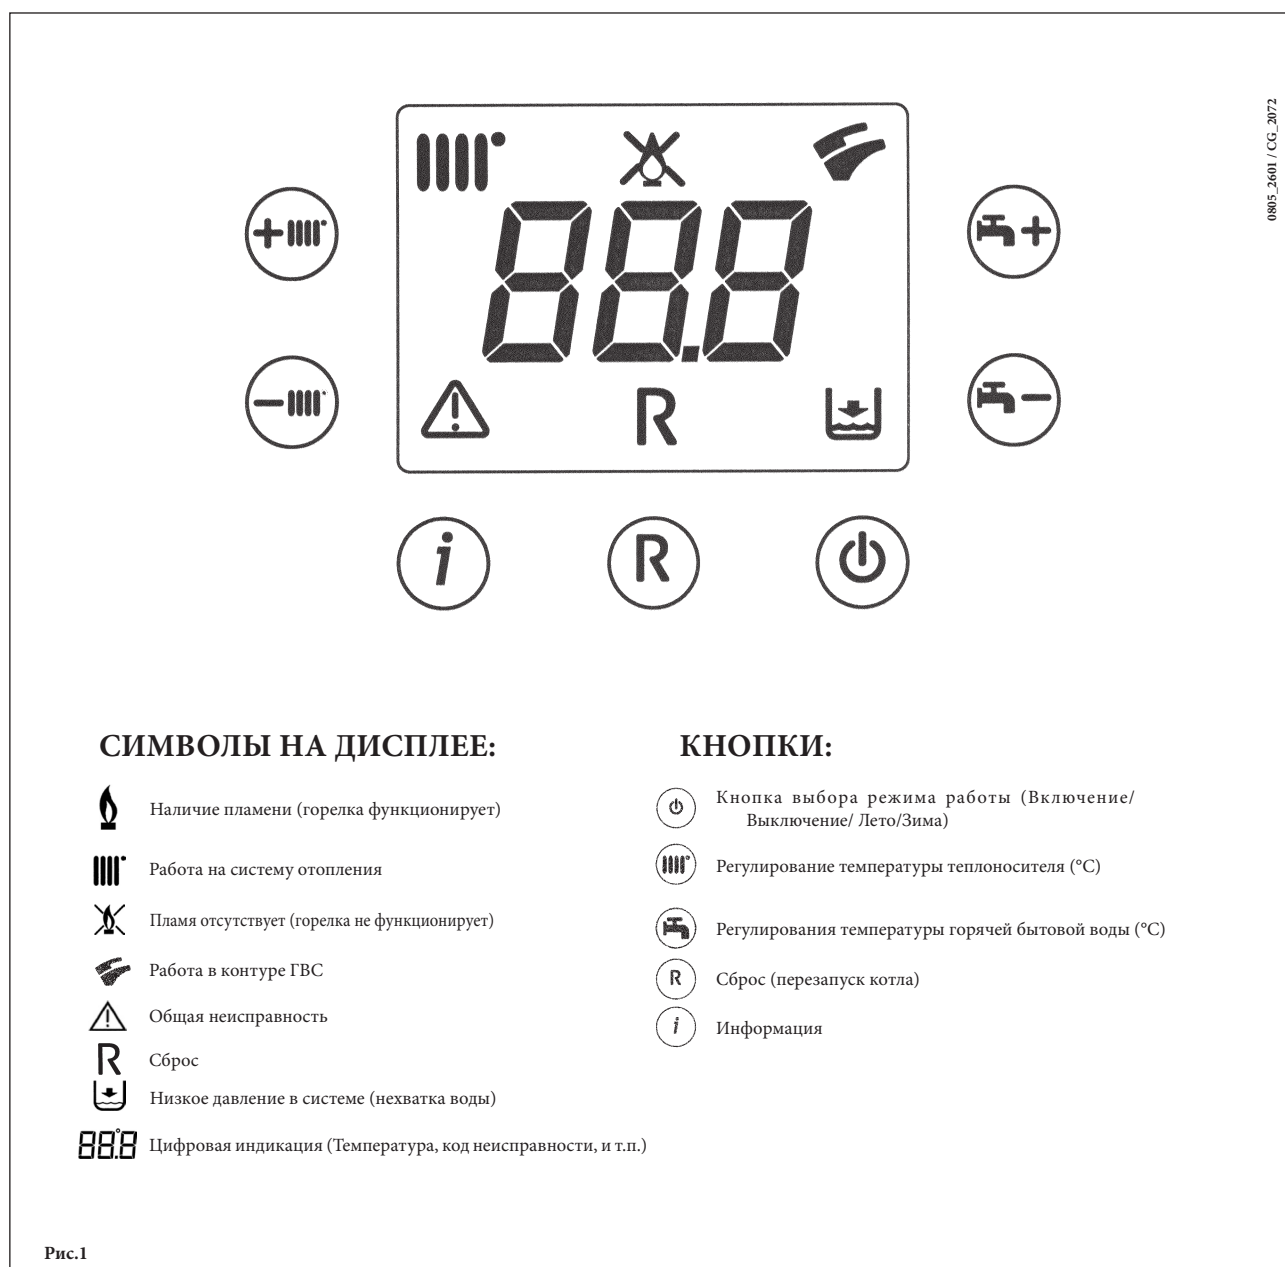 0805_2601 / CG_2072
88.8
R
i
R
СИМВОЛЫ НА ДИСПЛЕЕ:
Наличие пламени (горелка функционирует)
Работа на систему отопления
Пламя отсутствует (горелка не функционирует)
Работа в контуре ГВС
Общая неисправность
R Сброс
Низкое давление в системе (нехватка воды)
88.8 Цифровая индикация (Температура, код неисправности, и т.п.)
КНОПКИ:
Кнопка выбора режима работы (Включение/
Выключение/ Лето/Зима)
Регулирование температуры теплоносителя (°C)
Регулирования температуры горячей бытовой воды (°C)
R Сброс (перезапуск котла)
i Информация
Рис.1